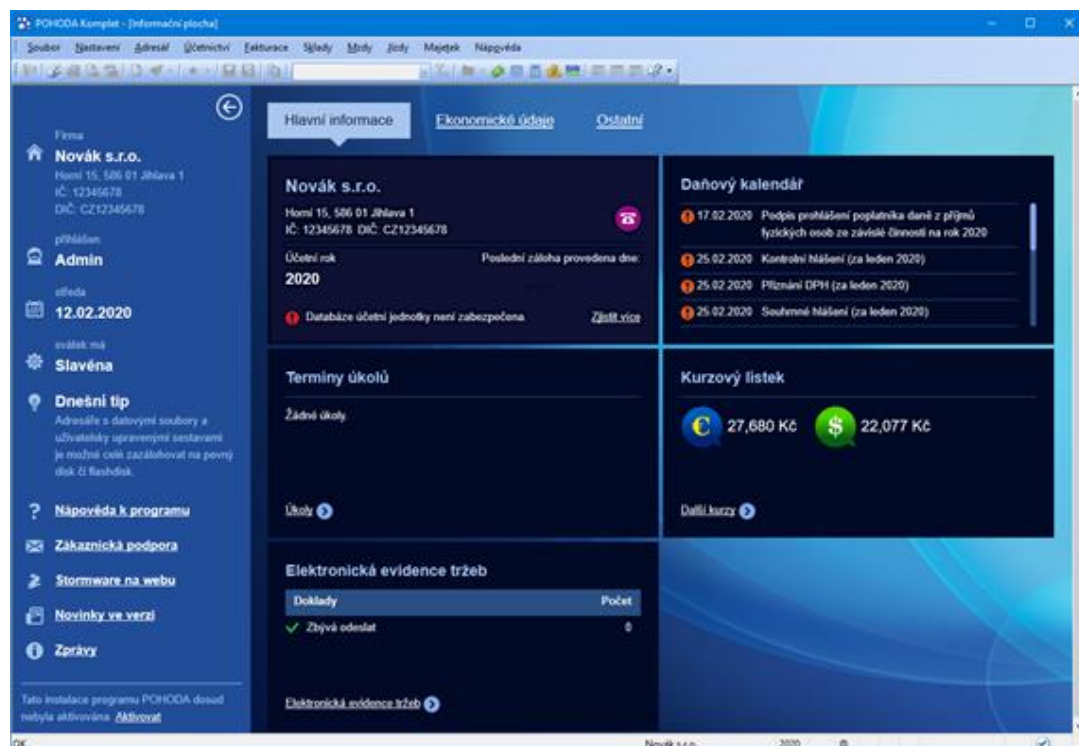 POHODA Komplet - [Informační plocha]
Soubor Nastavení Adresář Účetnictví Fakturace Sklady Mzdy Jízdy Majetek Nápověda
Firma
Novák s.r.o.
Horní 15, 586 01 Jihlava 1
IČ: 12345678
DIČ: CZ12345678
přihlášen
Admin
středa
12.02.2020
svátek má
Slavěna
Dnešní tip
Adresáře s datovými soubory a
uživatelsky upravenými sestavami
je možné celé zazálohovat na pevný
disk či flashdisk.
Nápověda k programu
Zákaznická podpora
Stormware na webu
Novinky ve verzi
Zprávy
Tato instalace programu POHODA dosud
nebyla aktivována. Aktivovat
Hlavní informace Ekonomické údaje Ostatní
Novák s.r.o.
Horní 15, 586 01 Jihlava 1
IČ: 12345678 DIČ: CZ12345678
Účetní rok Poslední záloha provedena dne:
2020
Databáze účetní jednotky není zabezpečena. Zjistit více
Daňový kalendář
17.02.2020 Podpis prohlášení poplatníka daně z příjmů
fyzických osob ze závislé činnosti na rok 2020
25.02.2020 Kontrolní hlášení (za leden 2020)
25.02.2020 Přiznání DPH (za leden 2020)
25.02.2020 Souhrnné hlášení (za leden 2020)
Termíny úkolů
Žádné úkoly.
Úkoly
Kurzový lístek
€ 27,680 Kč $ 22,077 Kč
Další kurzy
Elektronická evidence tržeb
Doklady Počet
Zbývá odeslat 0
Elektronická evidence tržeb
OK Novák s.r.o. 2020